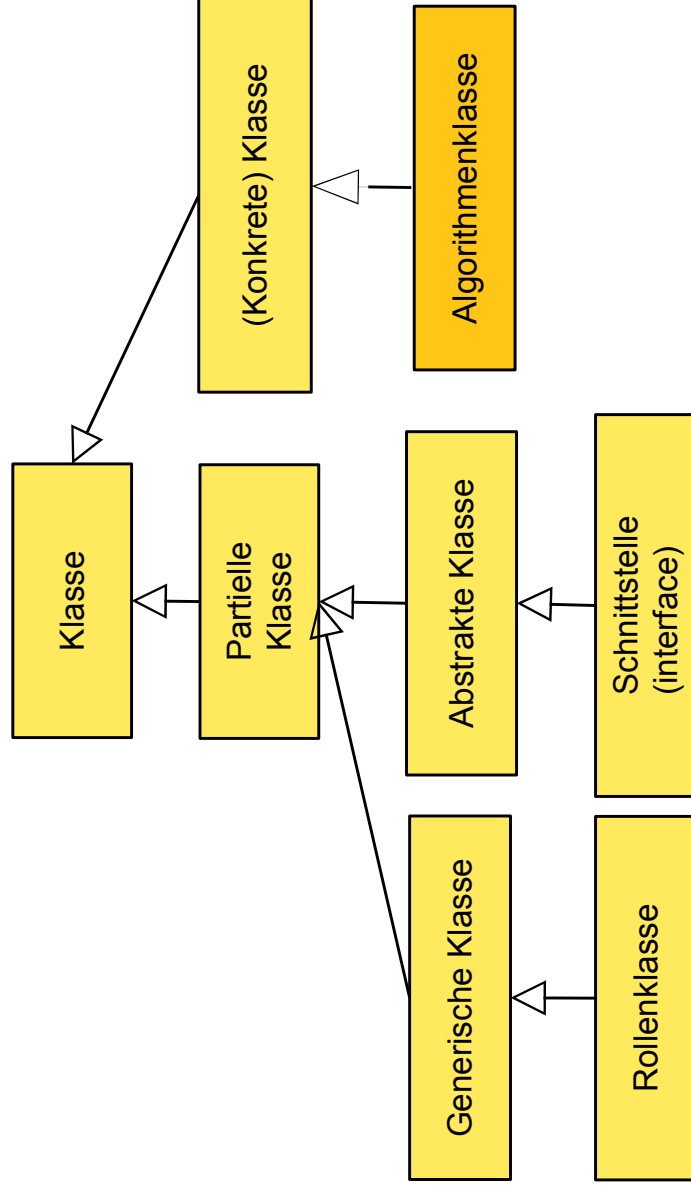 Klasse
Partielle
Klasse
(Konkrete) Klasse
Generische Klasse
Abstrakte Klasse
Algorithmenklasse
Rollenklasse
Schnittstelle
(interface)